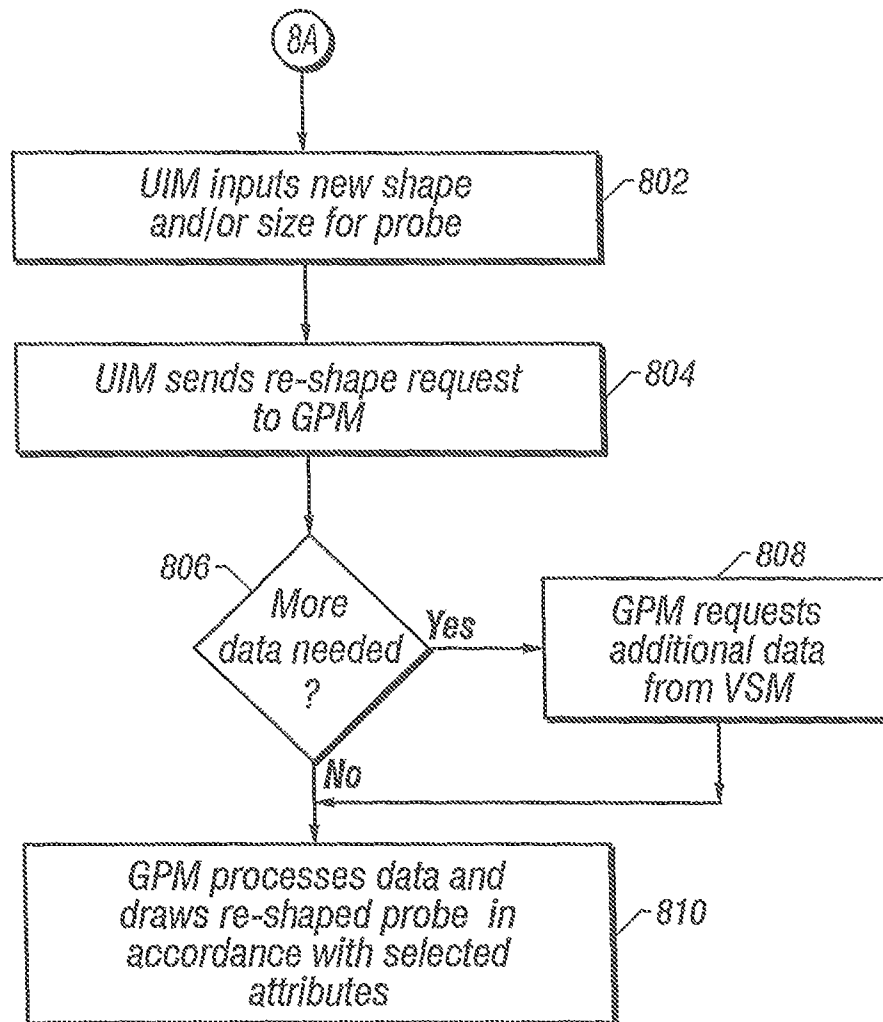 8A
UIM inputs new shape
and/or size for probe
802
UIM sends re-shape request
to GPM
804
806
More
data needed
?
Yes
808
GPM requests
additional data
from VSM
No
GPM processes data and
draws re-shaped probe in
accordance with selected
attributes
810